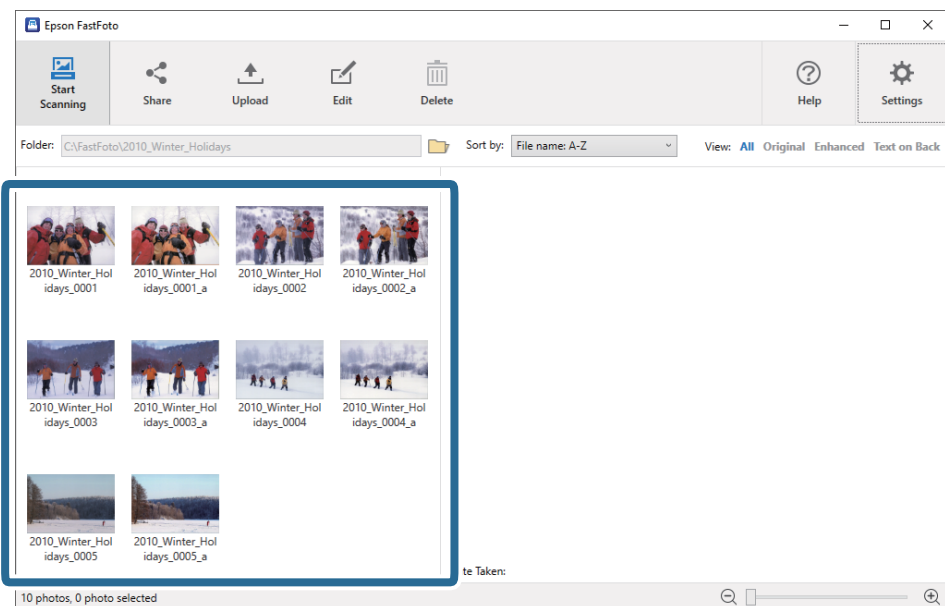 Epson FastFoto
Start
Scanning
Share
Upload
Edit
Delete
Help
Settings
Folder: C:\FastFoto\2010_Winter_Holidays
Sort by: File name: A-Z
View: All Original Enhanced Text on Back
2010_Winter_Hol
idays_0001
2010_Winter_Hol
idays_0001_a
2010_Winter_Hol
idays_0002
2010_Winter_Hol
idays_0002_a
2010_Winter_Hol
idays_0003
2010_Winter_Hol
idays_0003_a
2010_Winter_Hol
idays_0004
2010_Winter_Hol
idays_0004_a
2010_Winter_Hol
idays_0005
2010_Winter_Hol
idays_0005_a
te Taken:
10 photos, 0 photo selected